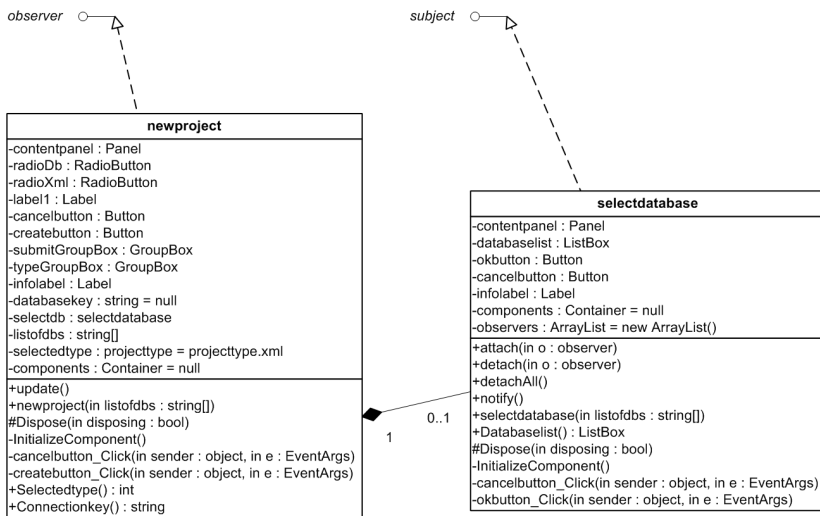 observer
subject
newproject
-contentpanel : Panel
-radioDb : RadioButton
-radioXml : RadioButton
-label1 : Label
-cancelbutton : Button
-createbutton : Button
-submitGroupBox : GroupBox
-typeGroupBox : GroupBox
-infolabel : Label
-databasekey : string = null
-selectdb : selectdatabase
-listofdbs : string[]
-selectedtype : projecttype = projecttype.xml
-components : Container = null
+update()
+newproject(in listofdbs : string[])
#Dispose(in disposing : bool)
-InitializeComponent()
-cancelbutton_Click(in sender : object, in e : EventArgs)
-createbutton_Click(in sender : object, in e : EventArgs)
+Selectedtype() : int
+Connectionkey() : string
1
0..1
selectdatabase
-contentpanel : Panel
-databaselist : ListBox
-okbutton : Button
-cancelbutton : Button
-infolabel : Label
-components : Container = null
-observers : ArrayList = new ArrayList()
+attach(in o : observer)
+detach(in o : observer)
+detachAll()
+notify()
+selectdatabase(in listofdbs : string[])
+Databaselist() : ListBox
#Dispose(in disposing : bool)
-InitializeComponent()
-cancelbutton_Click(in sender : object, in e : EventArgs)
-okbutton_Click(in sender : object, in e : EventArgs)